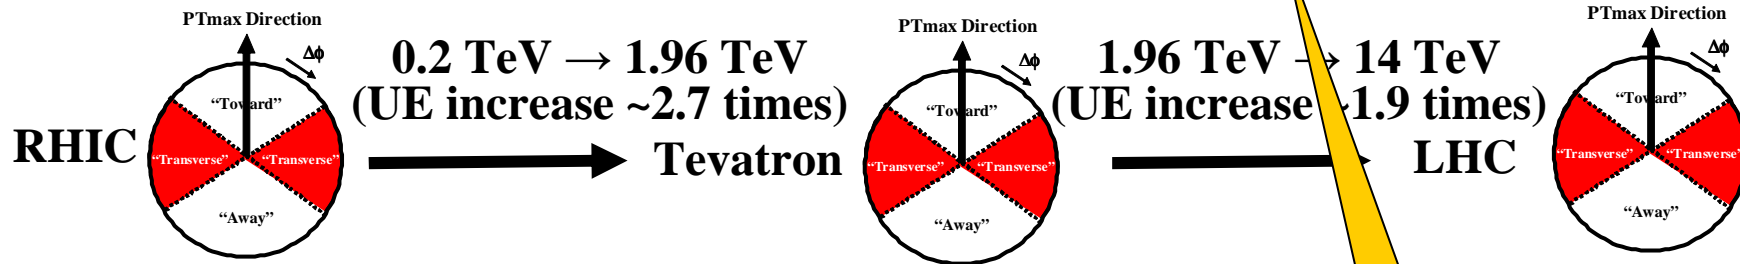 PTmax Direction
Δϕ
“Toward”
“Transverse” “Transverse”
“Away”
RHIC
0.2 TeV → 1.96 TeV
(UE increase ~2.7 times)
Tevatron
PTmax Direction
Δϕ
“Toward”
“Transverse” “Transverse”
“Away”
1.96 TeV → 14 TeV
(UE increase ~1.9 times)
LHC
PTmax Direction
Δϕ
“Toward”
“Transverse” “Transverse”
“Away”